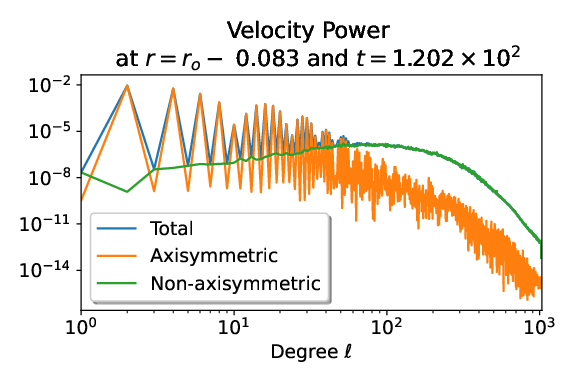 Velocity Power
at r = r_o − 0.083 and t = 1.202 × 10^2
10^−2
10^−5
10^−8
10^−11
10^−14
Total
Axisymmetric
Non-axisymmetric
10^0 10^1 10^2 10^3
Degree ℓ